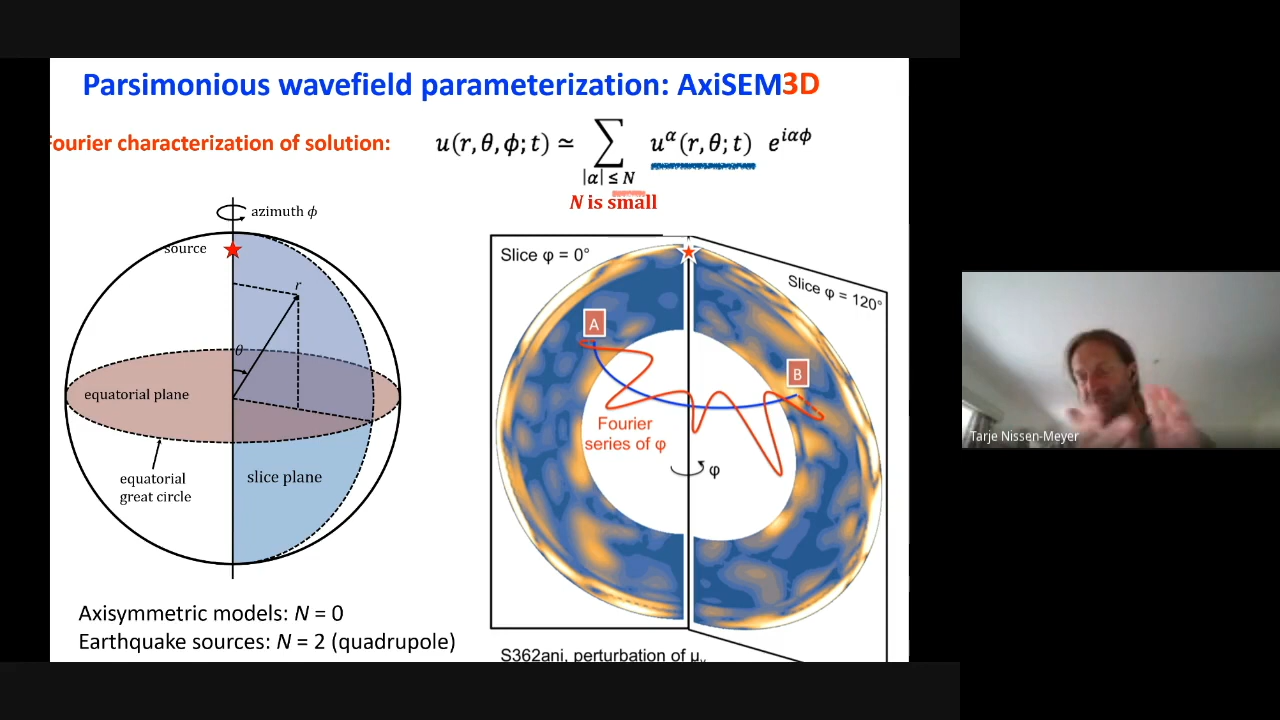 Parsimonious wavefield parameterization: AxiSEM3D
Fourier characterization of solution:
u(r, θ, ϕ; t) ≃ ∑ uᵅ(r, θ; t) eⁱᵅᵠ
|α| ≤ N
N is small
azimuth ϕ
source
r
θ
equatorial plane
equatorial
great circle
slice plane
Slice φ = 0°
Slice φ = 120°
A
B
Fourier
series of φ
φ
Axisymmetric models: N = 0
Earthquake sources: N = 2 (quadrupole)
S362ani, perturbation of μ
Tarje Nissen-Meyer